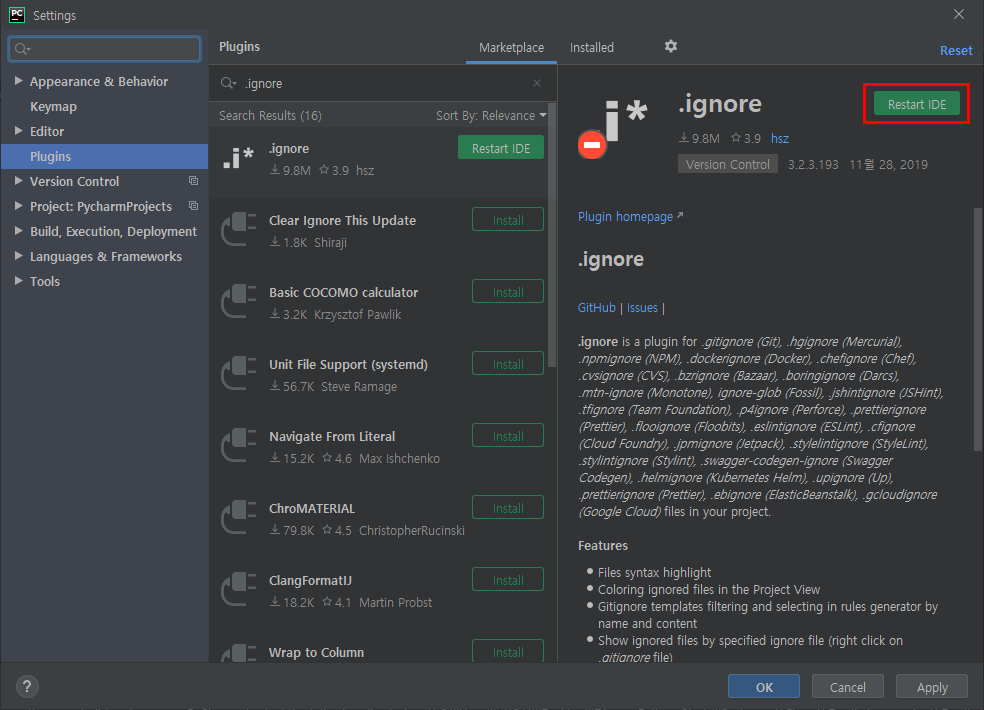 PC
Settings
Appearance & Behavior
Keymap
Editor
Plugins
Version Control
Project: PycharmProjects
Build, Execution, Deployment
Languages & Frameworks
Tools
Plugins
Marketplace
Installed
Reset
.ignore
Search Results (16)
Sort By: Relevance
.i*
.ignore
Restart IDE
9.8M 3.9 hsz
Clear Ignore This Update
Install
1.8K Shiraji
Basic COCOMO calculator
Install
3.2K Krzysztof Pawlik
Unit File Support (systemd)
Install
56.7K Steve Ramage
Navigate From Literal
Install
15.2K 4.6 Max Ishchenko
ChroMATERIAL
Install
79.8K 4.5 ChristopherRucinski
ClangFormatIJ
Install
18.2K 4.1 Martin Probst
Wrap to Column
Install
i*
.ignore
Restart IDE
9.8M 3.9 hsz
Version Control 3.2.3.193 11월 28, 2019
Plugin homepage
.ignore
GitHub | Issues |
.ignore is a plugin for .gitignore (Git), .hgignore (Mercurial),
.npmignore (NPM), .dockerignore (Docker), .chefignore (Chef),
.cvsignore (CVS), .bzrignore (Bazaar), .boringignore (Darcs),
.mtn-ignore (Monotone), ignore-glob (Fossil), .jshintignore (JSHint),
.tfignore (Team Foundation), .p4ignore (Perforce), .prettierignore
(Prettier), .flooignore (Floobits), .eslintignore (ESLint), .cfignore
(Cloud Foundry), .jpmignore (Jetpack), .stylelintignore (StyleLint),
.stylintignore (Stylint), .swagger-codegen-ignore (Swagger
Codegen), .helmignore (Kubernetes Helm), .upignore (Up),
.prettierignore (Prettier), .ebignore (ElasticBeanstalk), .gcloudignore
(Google Cloud) files in your project.
Features
Files syntax highlight
Coloring ignored files in the Project View
Gitignore templates filtering and selecting in rules generator by
name and content
Show ignored files by specified ignore file (right click on
.gitignore file)
?
OK
Cancel
Apply